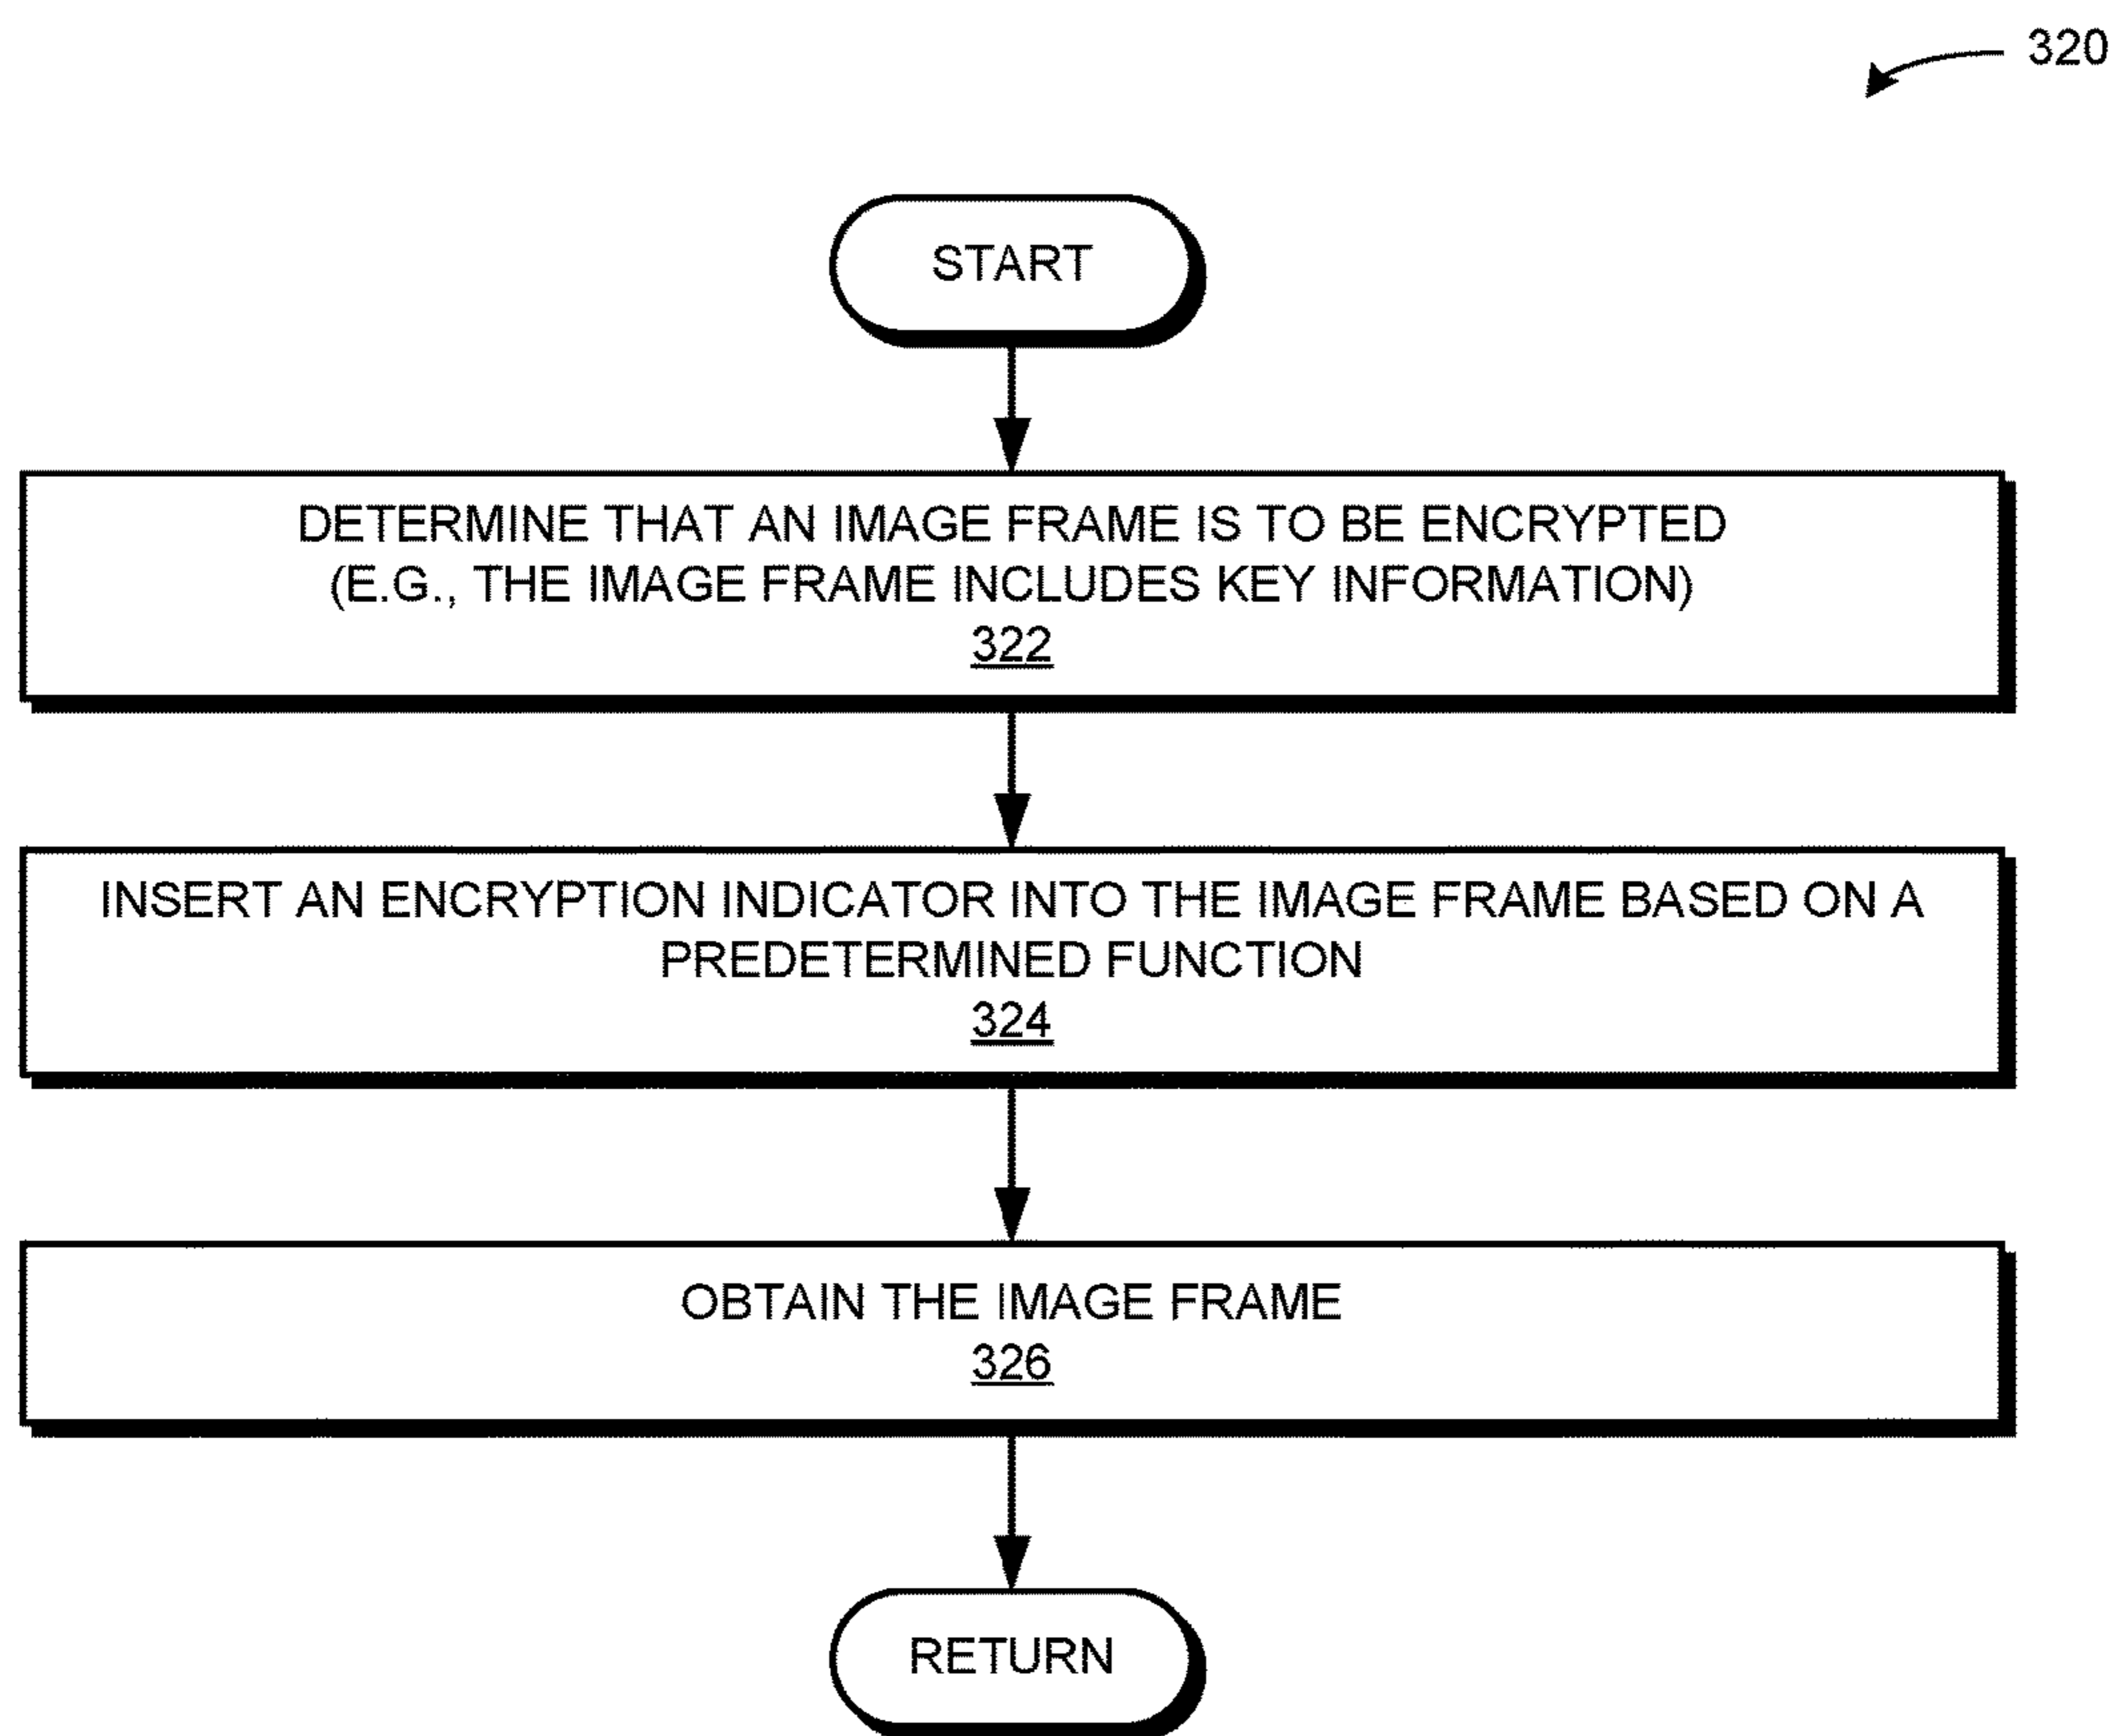 320
START
DETERMINE THAT AN IMAGE FRAME IS TO BE ENCRYPTED
(E.G., THE IMAGE FRAME INCLUDES KEY INFORMATION)
322
INSERT AN ENCRYPTION INDICATOR INTO THE IMAGE FRAME BASED ON A
PREDETERMINED FUNCTION
324
OBTAIN THE IMAGE FRAME
326
RETURN